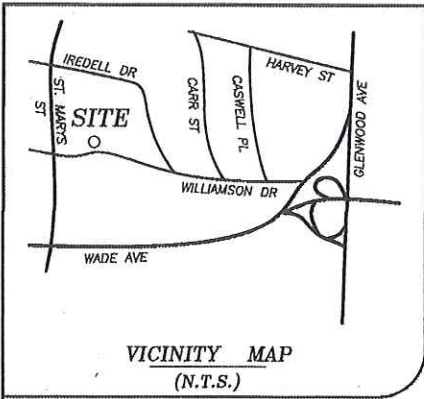 IREDELL DR
HARVEY ST
ST. MARYS
ST
SITE
CARR ST
CASWELL PL
GLENWOOD AVE
WILLIAMSON DR
WADE AVE
VICINITY MAP
(N.T.S.)